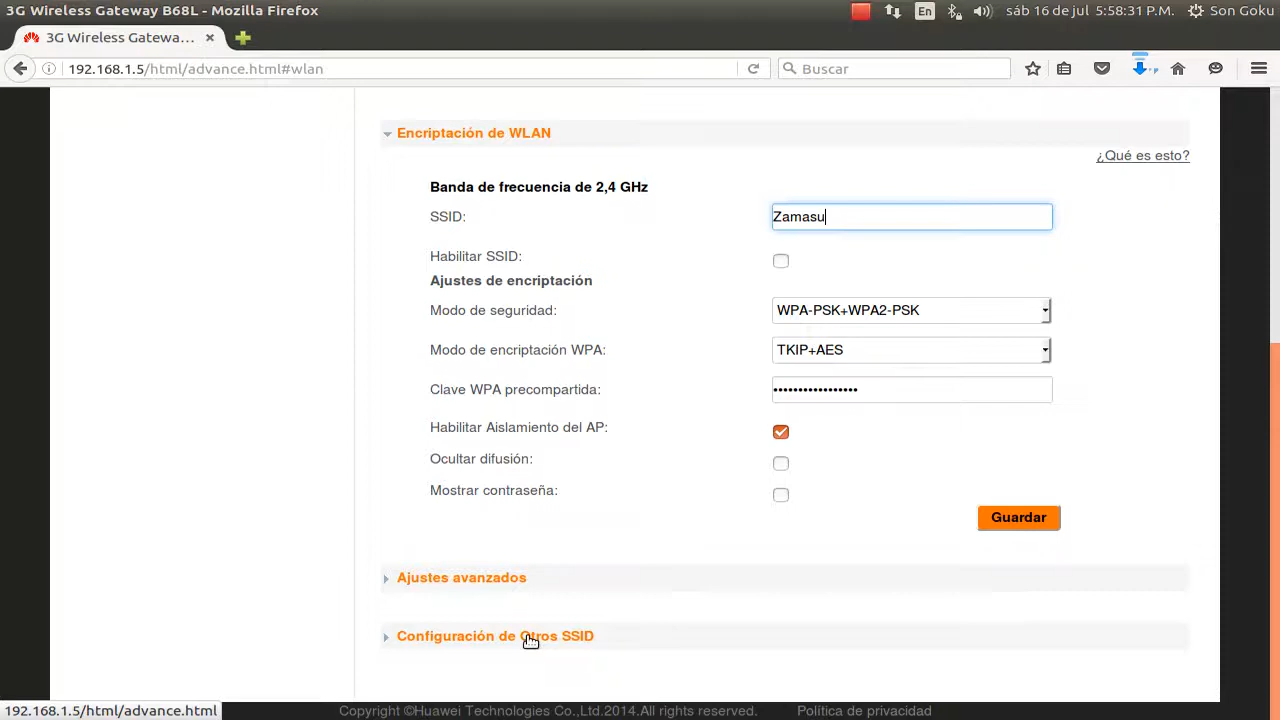 3G Wireless Gateway B68L - Mozilla Firefox
En
sáb 16 de jul 5:58:31 P.M.
Son Goku
3G Wireless Gatewa…
192.168.1.5/html/advance.html#wlan
Buscar
Encriptación de WLAN
¿Qué es esto?
Banda de frecuencia de 2,4 GHz
SSID:
Zamasu
Habilitar SSID:
Ajustes de encriptación
Modo de seguridad:
WPA-PSK+WPA2-PSK
Modo de encriptación WPA:
TKIP+AES
Clave WPA precompartida:
•••••••••••••••••
Habilitar Aislamiento del AP:
Ocultar difusión:
Mostrar contraseña:
Guardar
Ajustes avanzados
Configuración de Otros SSID
192.168.1.5/html/advance.html
Copyright ©Huawei Technologies Co.,Ltd.2014.All rights reserved.
Política de privacidad